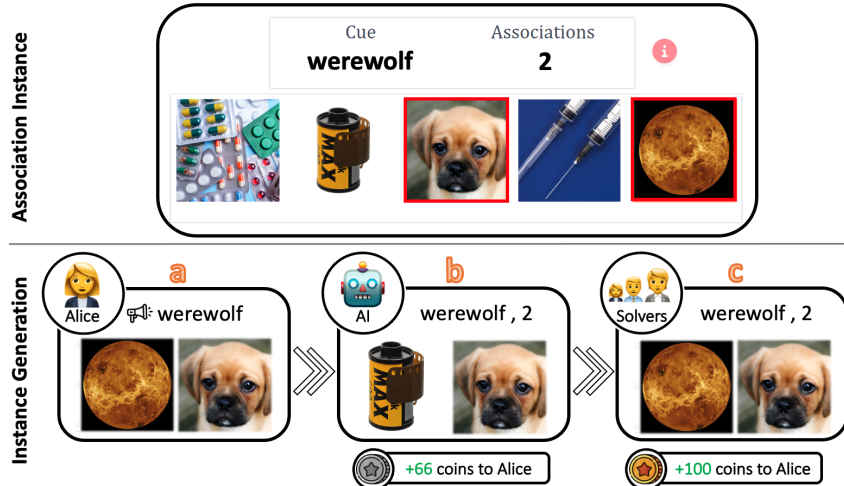 Association Instance
Cue
Associations
werewolf
2
i
MAX
Instance Generation
a
b
c
Alice
werewolf
AI
werewolf , 2
Solvers
werewolf , 2
MAX
+66 coins to Alice
+100 coins to Alice